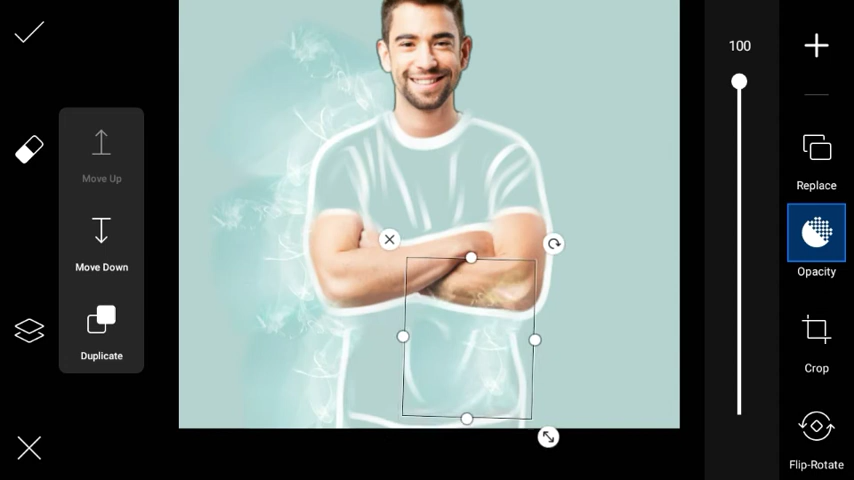 100
Move Up
Move Down
Duplicate
Replace
Opacity
Crop
Flip-Rotate